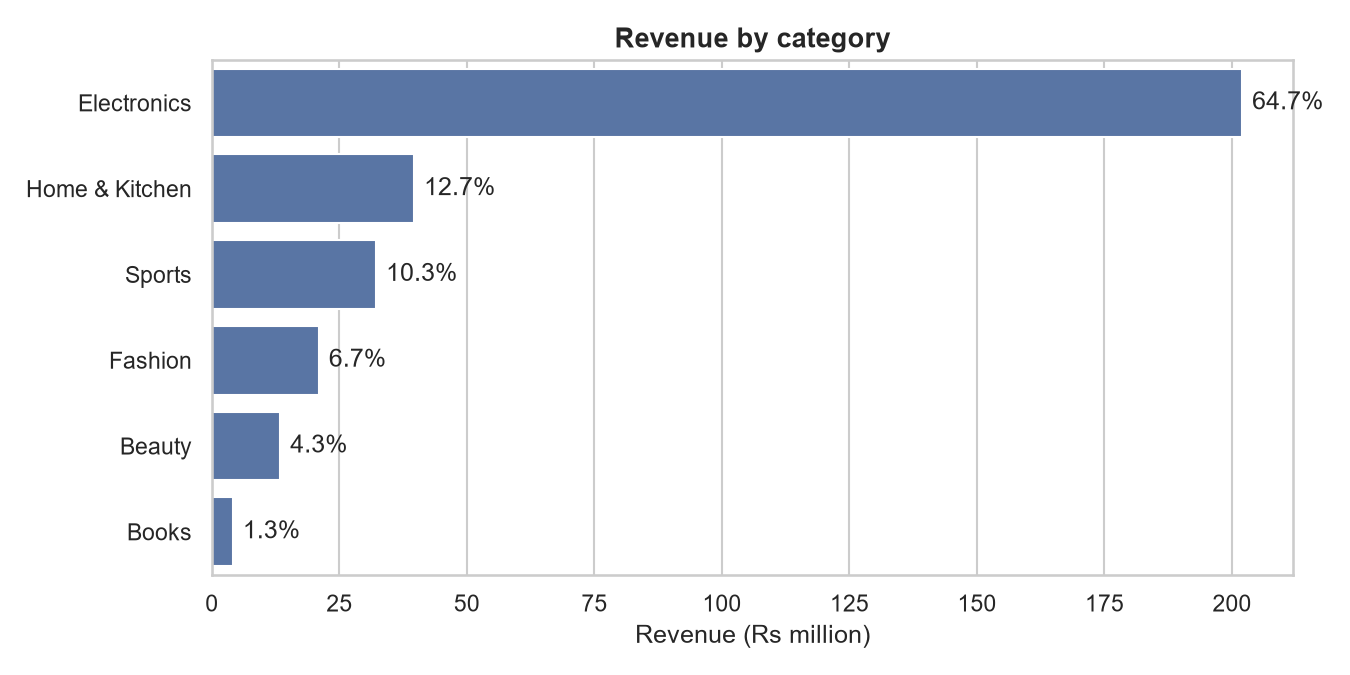 Revenue by category
Electronics 64.7%
Home & Kitchen 12.7%
Sports 10.3%
Fashion 6.7%
Beauty 4.3%
Books 1.3%
0 25 50 75 100 125 150 175 200
Revenue (Rs million)